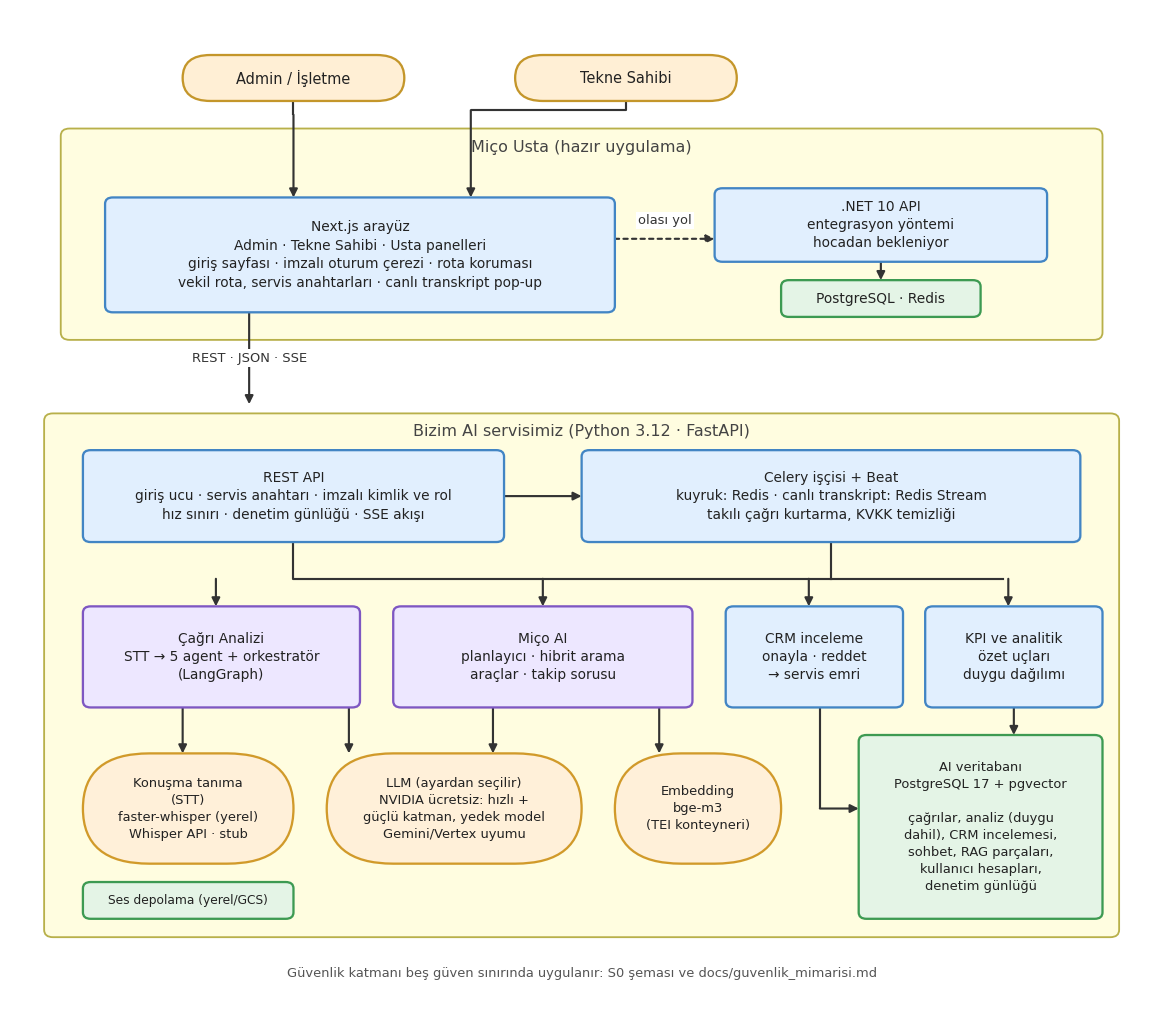 Admin / İşletme
Tekne Sahibi
Miço Usta (hazır uygulama)
Next.js arayüz
Admin · Tekne Sahibi · Usta panelleri
giriş sayfası · imzalı oturum çerezi · rota koruması
vekil rota, servis anahtarları · canlı transkript pop-up
olası yol
.NET 10 API
entegrasyon yöntemi
hocadan bekleniyor
PostgreSQL · Redis
REST · JSON · SSE
Bizim AI servisimiz (Python 3.12 · FastAPI)
REST API
giriş ucu · servis anahtarı · imzalı kimlik ve rol
hız sınırı · denetim günlüğü · SSE akışı
Celery işçisi + Beat
kuyruk: Redis · canlı transkript: Redis Stream
takılı çağrı kurtarma, KVKK temizliği
Çağrı Analizi
STT → 5 agent + orkestratör
(LangGraph)
Miço AI
planlayıcı · hibrit arama
araçlar · takip sorusu
CRM inceleme
onayla · reddet
→ servis emri
KPI ve analitik
özet uçları
duygu dağılımı
Konuşma tanıma
(STT)
faster-whisper (yerel)
Whisper API · stub
LLM (ayardan seçilir)
NVIDIA ücretsiz: hızlı +
güçlü katman, yedek model
Gemini/Vertex uyumu
Embedding
bge-m3
(TEI konteyneri)
AI veritabanı
PostgreSQL 17 + pgvector
çağrılar, analiz (duygu
dahil), CRM incelemesi,
sohbet, RAG parçaları,
kullanıcı hesapları,
denetim günlüğü
Ses depolama (yerel/GCS)
Güvenlik katmanı beş güven sınırında uygulanır: S0 şeması ve docs/guvenlik_mimarisi.md